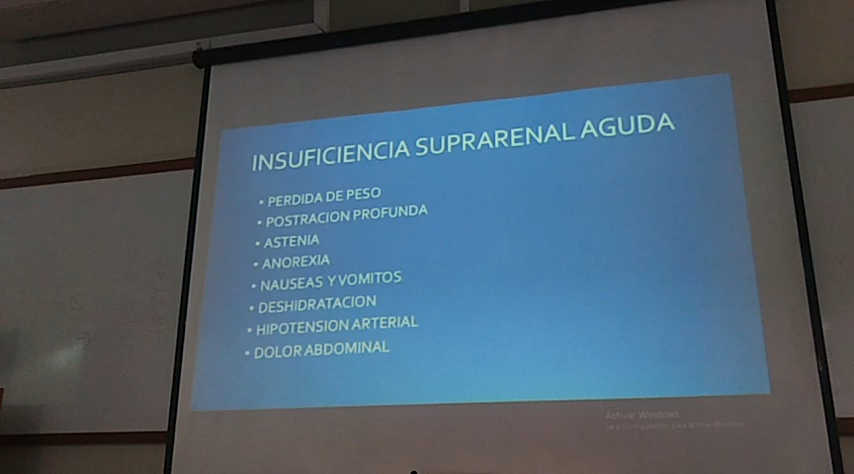 INSUFICIENCIA SUPRARENAL AGUDA
• PERDIDA DE PESO
• POSTRACION PROFUNDA
• ASTENIA
• ANOREXIA
• NAUSEAS Y VOMITOS
• DESHIDRATACION
• HIPOTENSION ARTERIAL
• DOLOR ABDOMINAL
Activar Windows